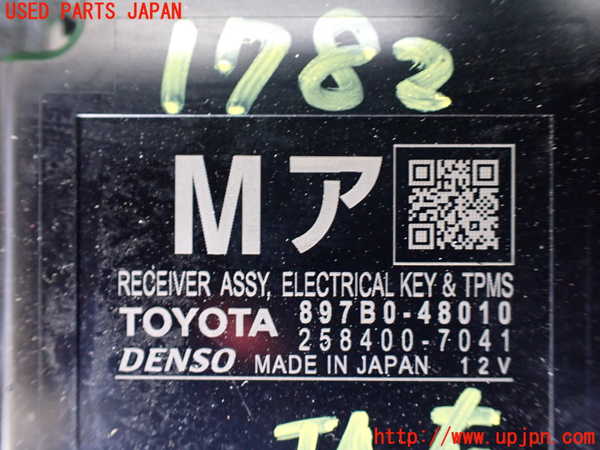 USED PARTS JAPAN
1782
Mア
RECEIVER ASSY, ELECTRICAL KEY & TPMS
TOYOTA 897B0-48010
258400-7041
DENSO MADE IN JAPAN 12V
http://www.upjpn.com/